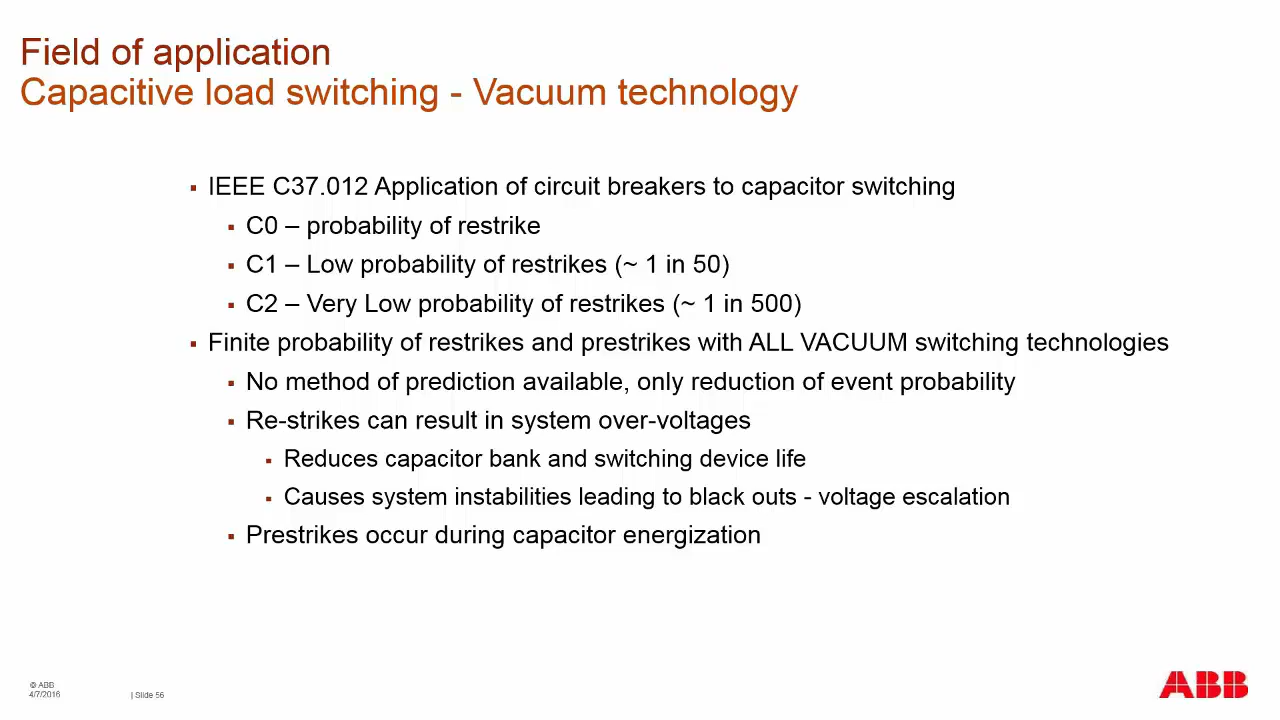 Field of application
Capacitive load switching - Vacuum technology
▪ IEEE C37.012 Application of circuit breakers to capacitor switching
▪ C0 – probability of restrike
▪ C1 – Low probability of restrikes (~ 1 in 50)
▪ C2 – Very Low probability of restrikes (~ 1 in 500)
▪ Finite probability of restrikes and prestrikes with ALL VACUUM switching technologies
▪ No method of prediction available, only reduction of event probability
▪ Re-strikes can result in system over-voltages
▪ Reduces capacitor bank and switching device life
▪ Causes system instabilities leading to black outs - voltage escalation
▪ Prestrikes occur during capacitor energization
© ABB
4/7/2016 | Slide 56
ABB